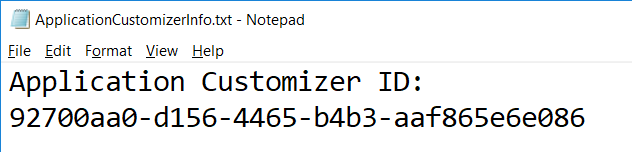 ApplicationCustomizerInfo.txt - Notepad
File Edit Format View Help
Application Customizer ID:
92700aa0-d156-4465-b4b3-aaf865e6e086